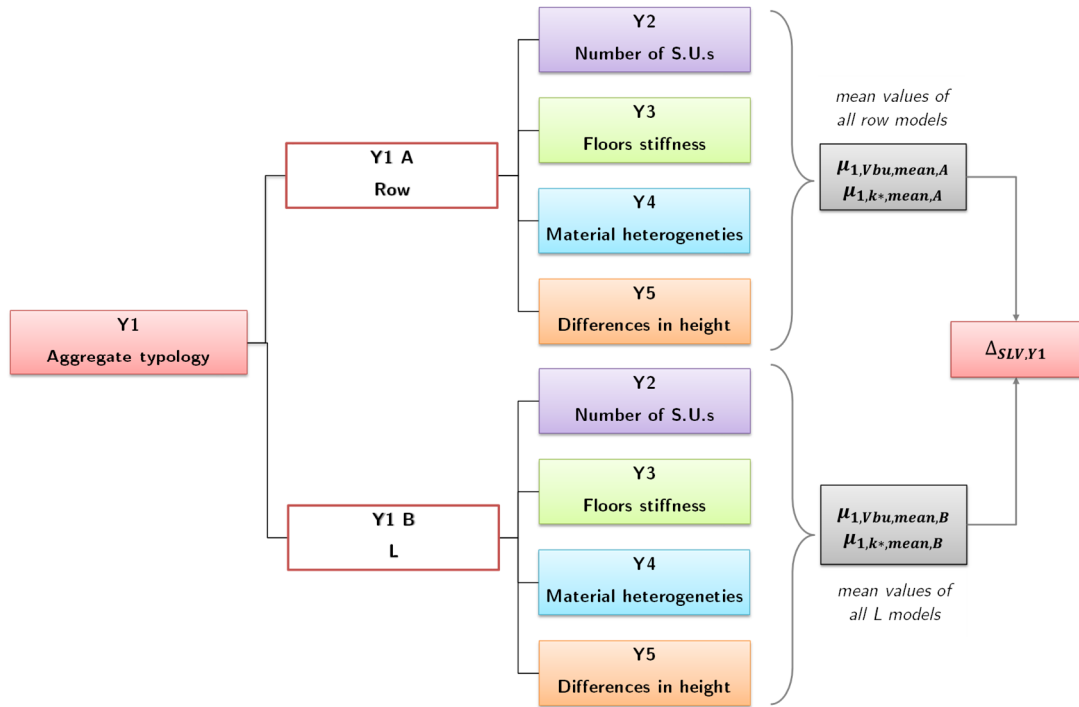 Y1
Aggregate typology
Y1 A
Row
Y2
Number of S.U.s
Y3
Floors stiffness
Y4
Material heterogeneties
Y5
Differences in height
mean values of
all row models
μ1,Vbu,mean,A
μ1,k*,mean,A
Y1 B
L
Y2
Number of S.U.s
Y3
Floors stiffness
Y4
Material heterogeneties
Y5
Differences in height
μ1,Vbu,mean,B
μ1,k*,mean,B
mean values of
all L models
ΔSLV,Y1